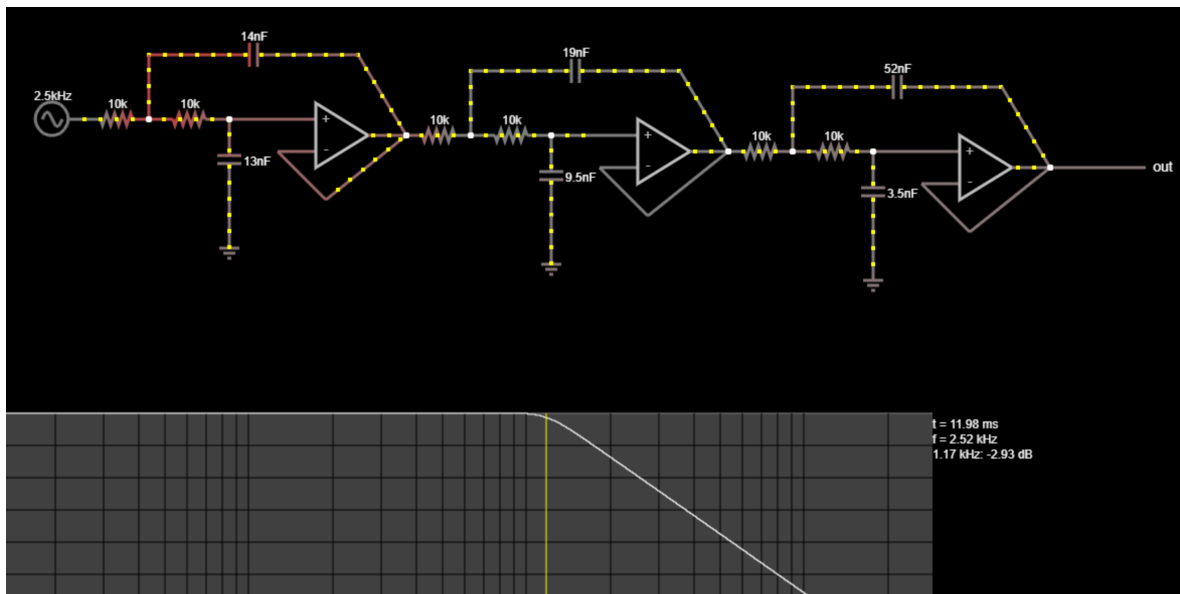 14nF
19nF
52nF
2.5kHz
10k
10k
10k
10k
10k
10k
+
-
+
-
+
-
13nF
9.5nF
3.5nF
out
t = 11.98 ms
f = 2.52 kHz
1.17 kHz: -2.93 dB